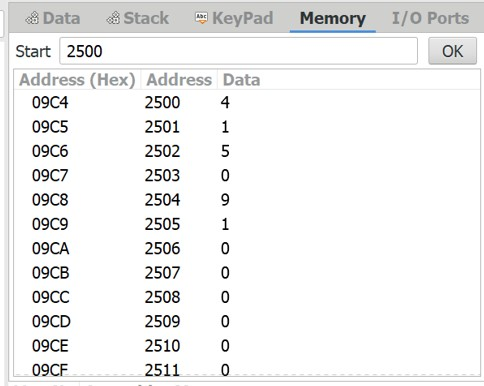 Data Stack KeyPad Memory I/O Ports
Start 2500 OK
Address (Hex) Address Data
09C4 2500 4
09C5 2501 1
09C6 2502 5
09C7 2503 0
09C8 2504 9
09C9 2505 1
09CA 2506 0
09CB 2507 0
09CC 2508 0
09CD 2509 0
09CE 2510 0
09CF 2511 0